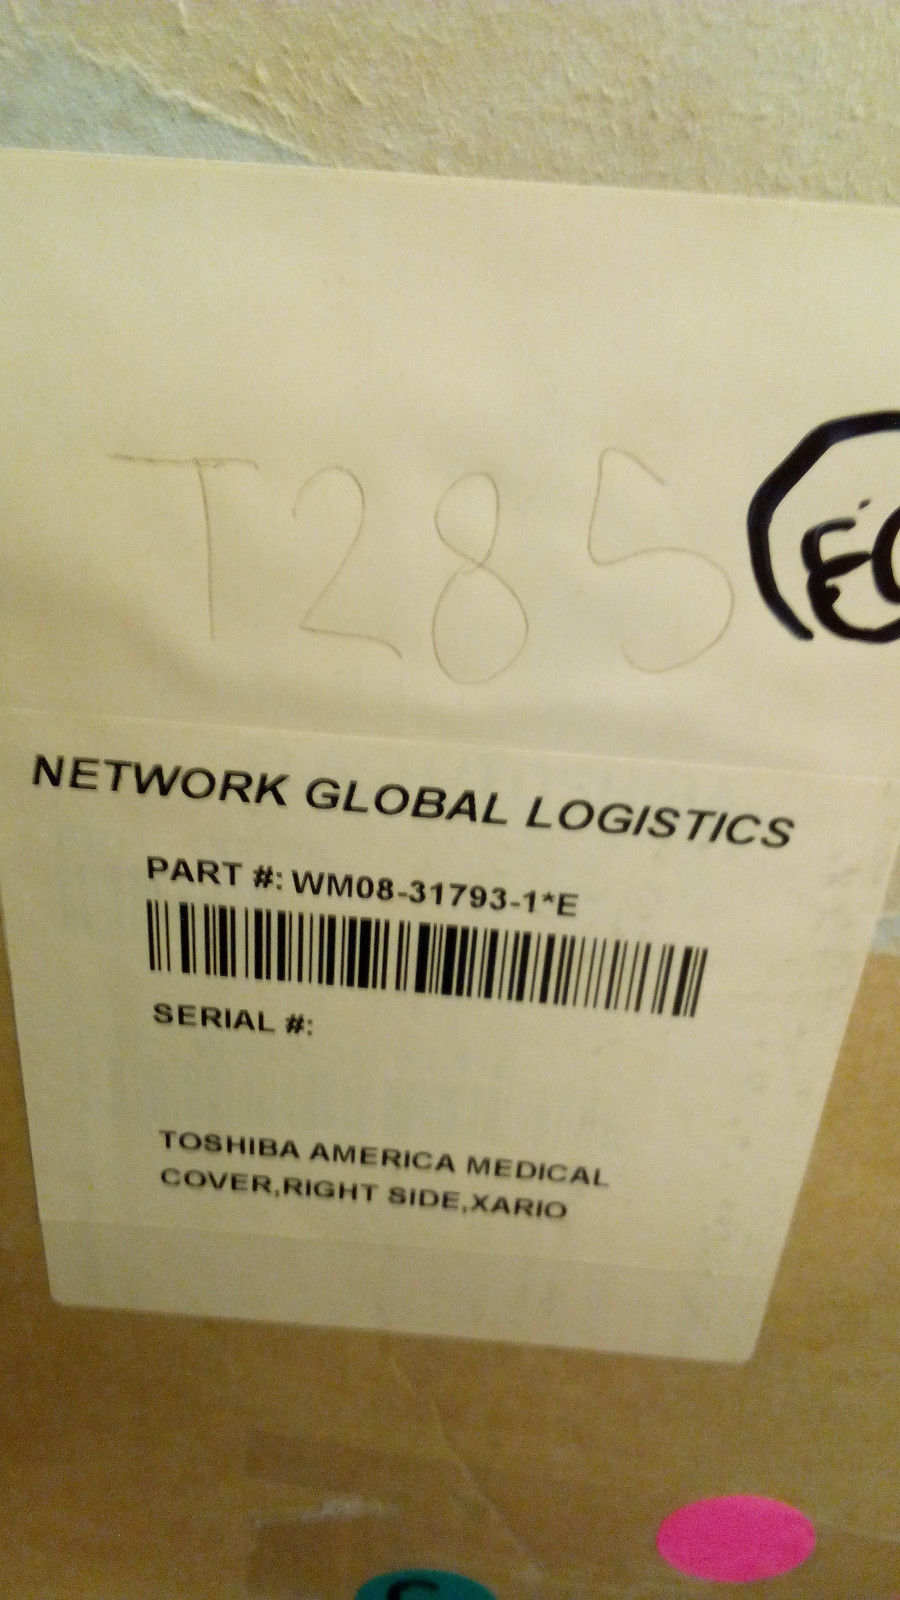 T285
NETWORK GLOBAL LOGISTICS
PART #: WM08-31793-1*E
SERIAL #:
TOSHIBA AMERICA MEDICAL
COVER,RIGHT SIDE,XARIO